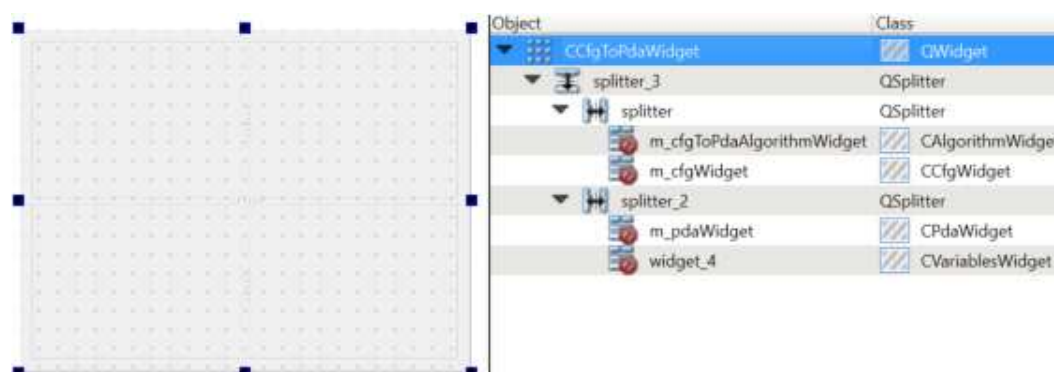 Object Class
CCfgToPdaWidget QWidget
splitter_3 QSplitter
splitter QSplitter
m_cfgToPdaAlgorithmWidget CAlgorithmWidge
m_cfgWidget CCfgWidget
splitter_2 QSplitter
m_pdaWidget CPdaWidget
widget_4 CVariablesWidget